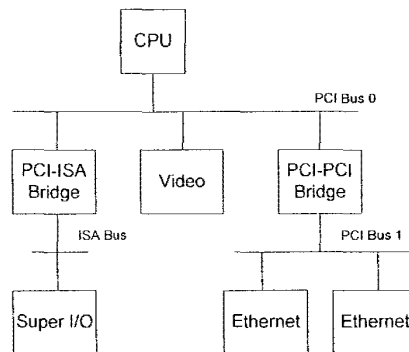 CPU
PCI Bus 0
PCI-ISA
Bridge
Video
PCI-PCI
Bridge
ISA Bus
PCI Bus 1
Super I/O
Ethernet
Ethernet